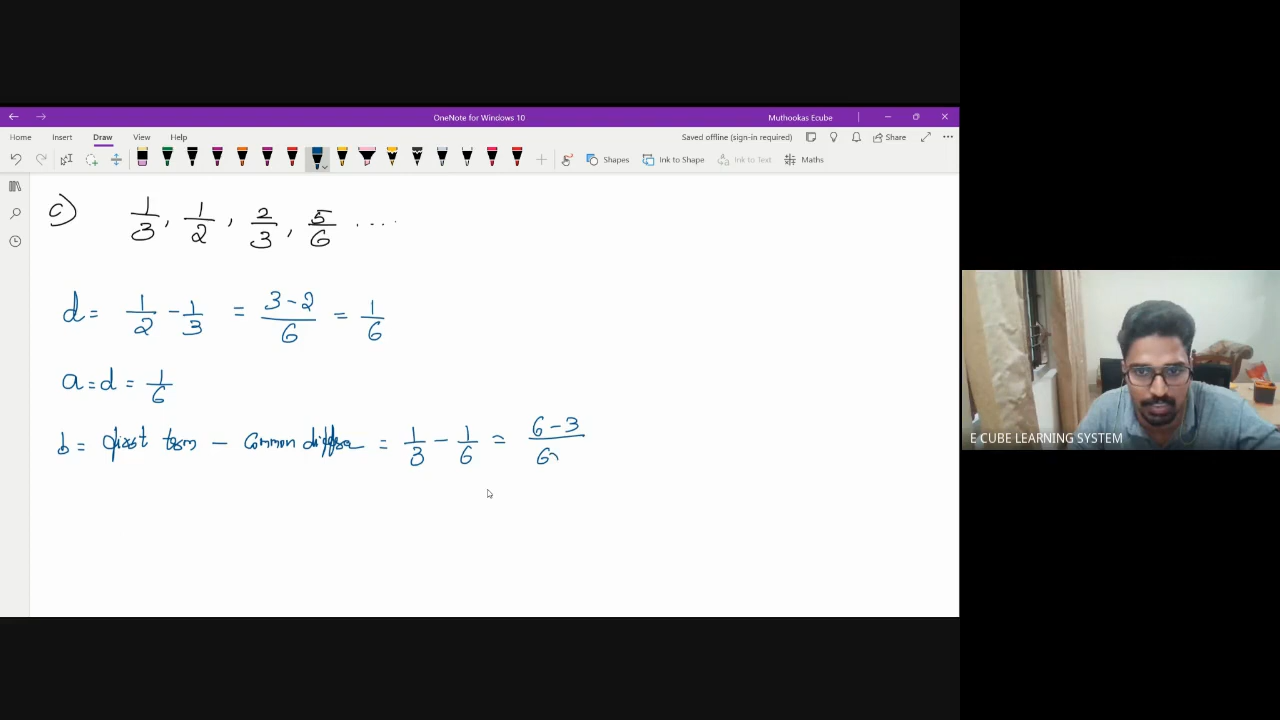 OneNote for Windows 10
Muthookas Ecube
Home Insert Draw View Help
Saved offline (sign-in required)
Share
Shapes
Ink to Shape
Ink to Text
Maths
c) 1/3, 1/2, 2/3, 5/6 ....
d = 1/2 - 1/3 = 3-2/6 = 1/6
a = d = 1/6
b = first term - Common = 1/3 - 1/6 = 6-3/6
E CUBE LEARNING SYSTEM